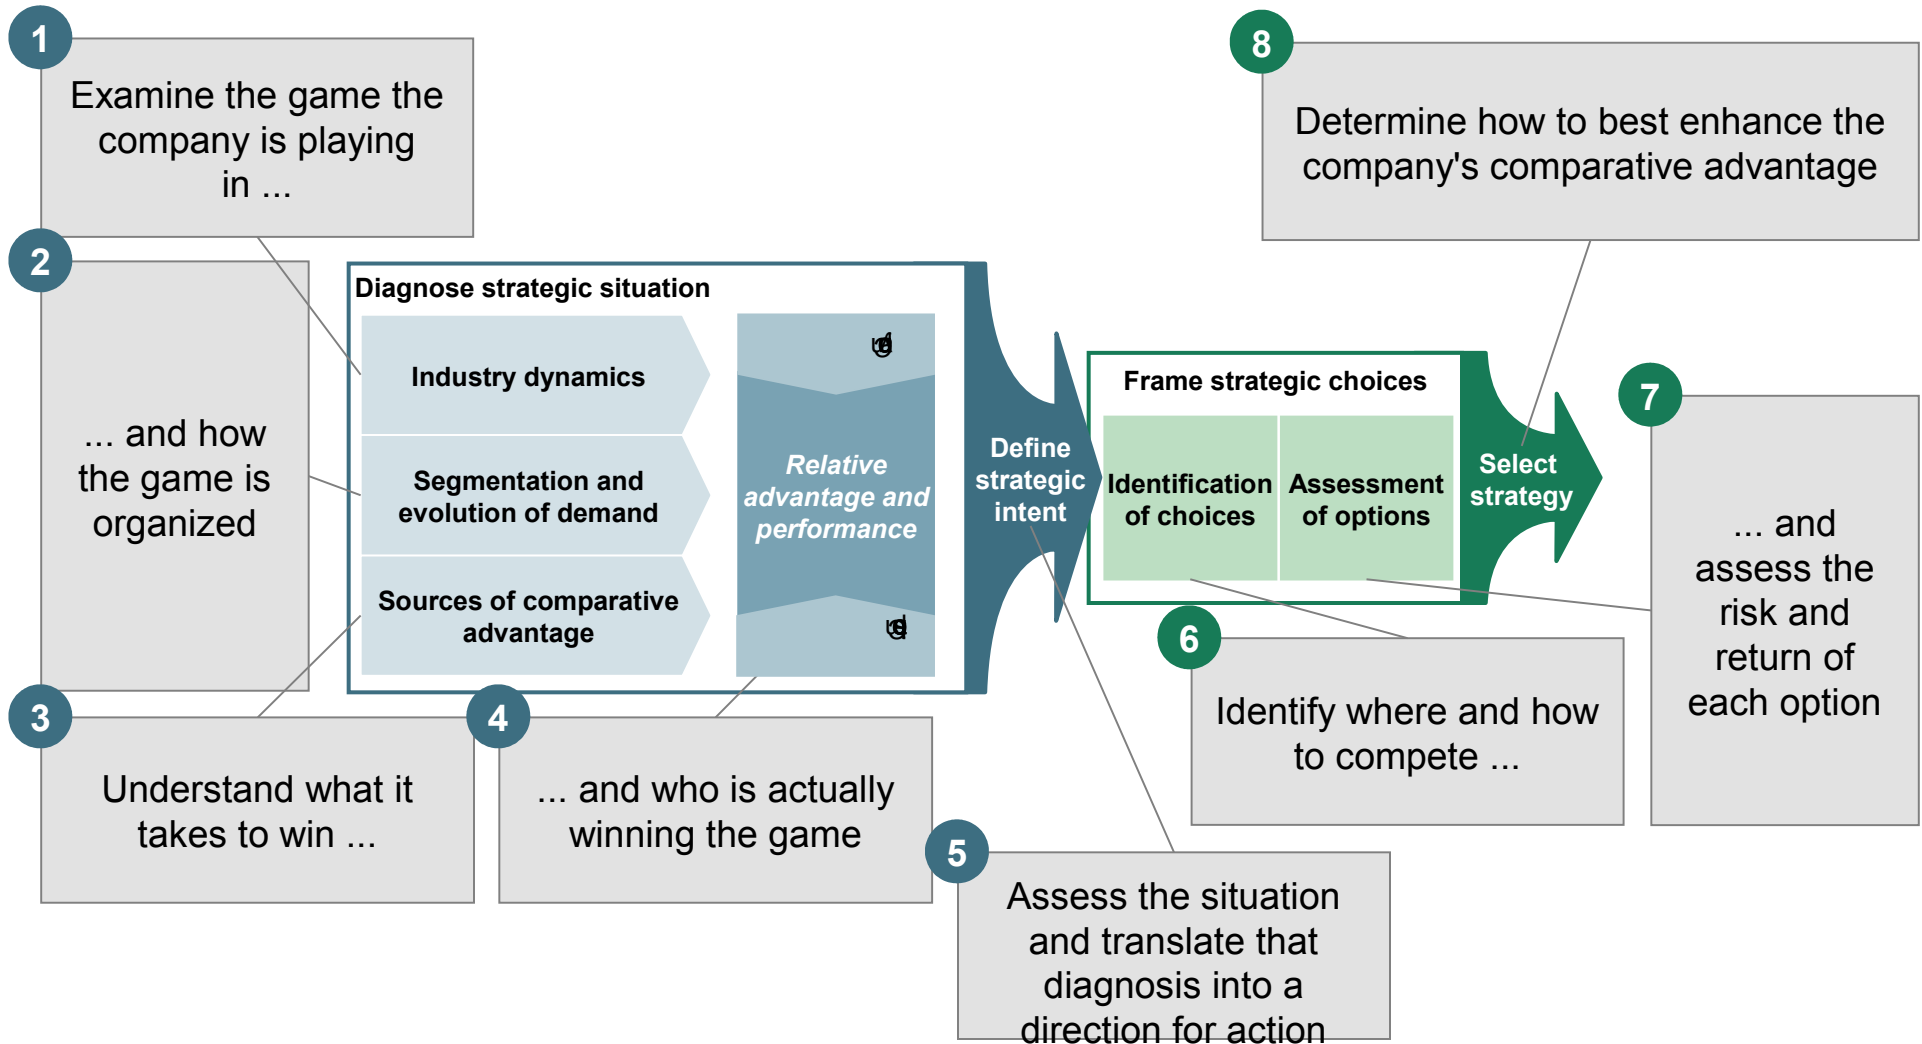 1
Examine the game the
company is playing
in ...
2
... and how
the game is
organized
3
Understand what it
takes to win ...
4
... and who is actually
winning the game
5
Assess the situation
and translate that
diagnosis into a
direction for action
6
Identify where and how
to compete ...
7
... and
assess the
risk and
return of
each option
8
Determine how to best enhance the
company's comparative advantage
Diagnose strategic situation
Industry dynamics
Segmentation and
evolution of demand
Sources of comparative
advantage
Relative
advantage and
performance
Define
strategic
intent
Frame strategic choices
Identification
of choices
Assessment
of options
Select
strategy